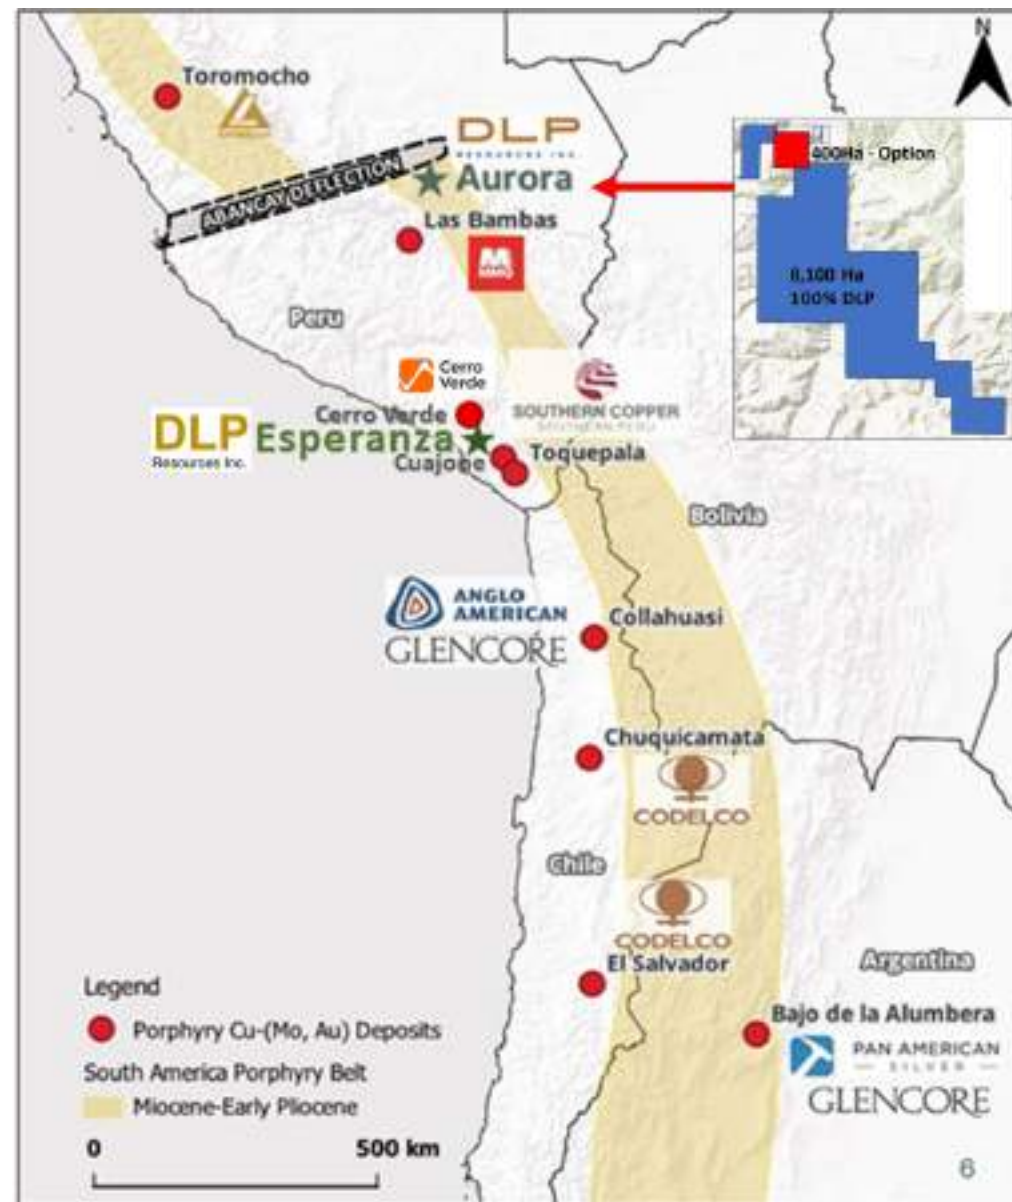 N
Toromocho
DLP
RESOURCES INC.
Aurora
ABANCAY DEFLECTION
400Ha - Option
8,100 Ha
100% DLP
Las Bambas
MMG
Peru
Cerro
Verde
Cerro Verde
SOUTHERN COPPER
SOUTHERN PERU
DLP
Resources Inc.
Esperanza
Cuajone
Toquepala
Bolivia
ANGLO
AMERICAN
GLENCORE
Collahuasi
Chuquicamata
CODELCO
Chile
CODELCO
El Salvador
Argentina
Bajo de la Alumbera
PAN AMERICAN
SILVER
GLENCORE
Legend
Porphyry Cu-(Mo, Au) Deposits
South America Porphyry Belt
Miocene-Early Pliocene
0 500 km
6